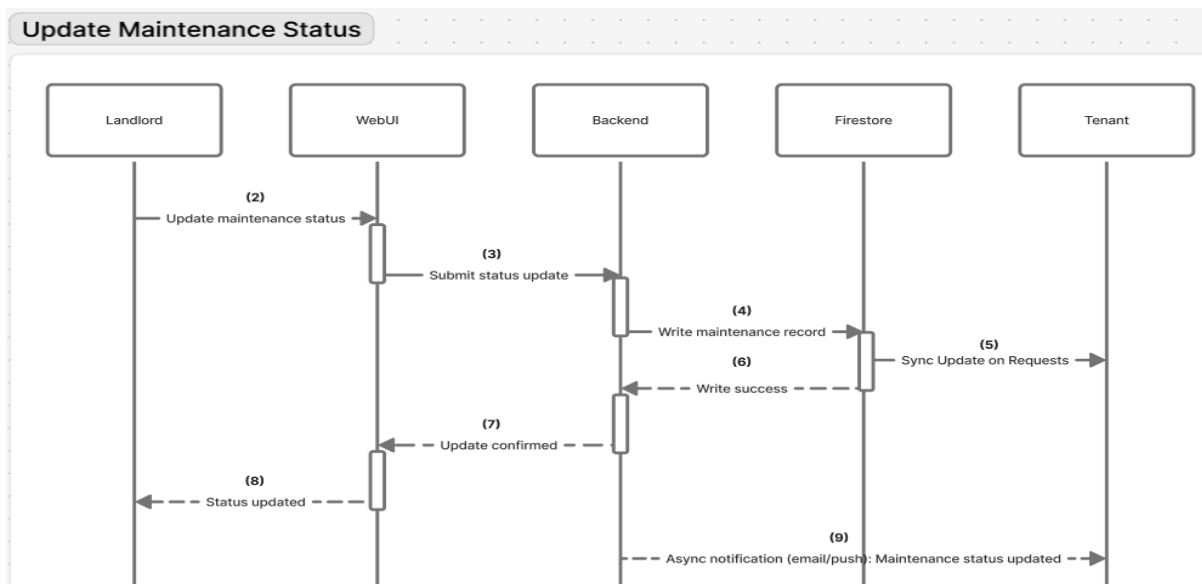 Update Maintenance Status
Landlord
WebUI
Backend
Firestore
Tenant
(2)
Update maintenance status
(3)
Submit status update
(4)
Write maintenance record
(5)
Sync Update on Requests
(6)
Write success
(7)
Update confirmed
(8)
Status updated
(9)
Async notification (email/push): Maintenance status updated